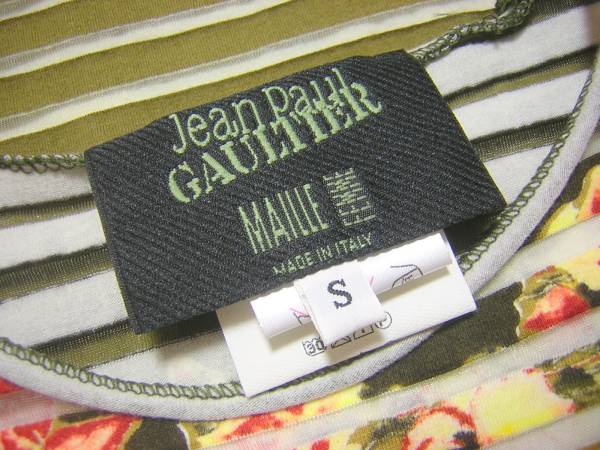 Jean Paul
GAULTIER
MAILLE FEMME
MADE IN ITALY
S